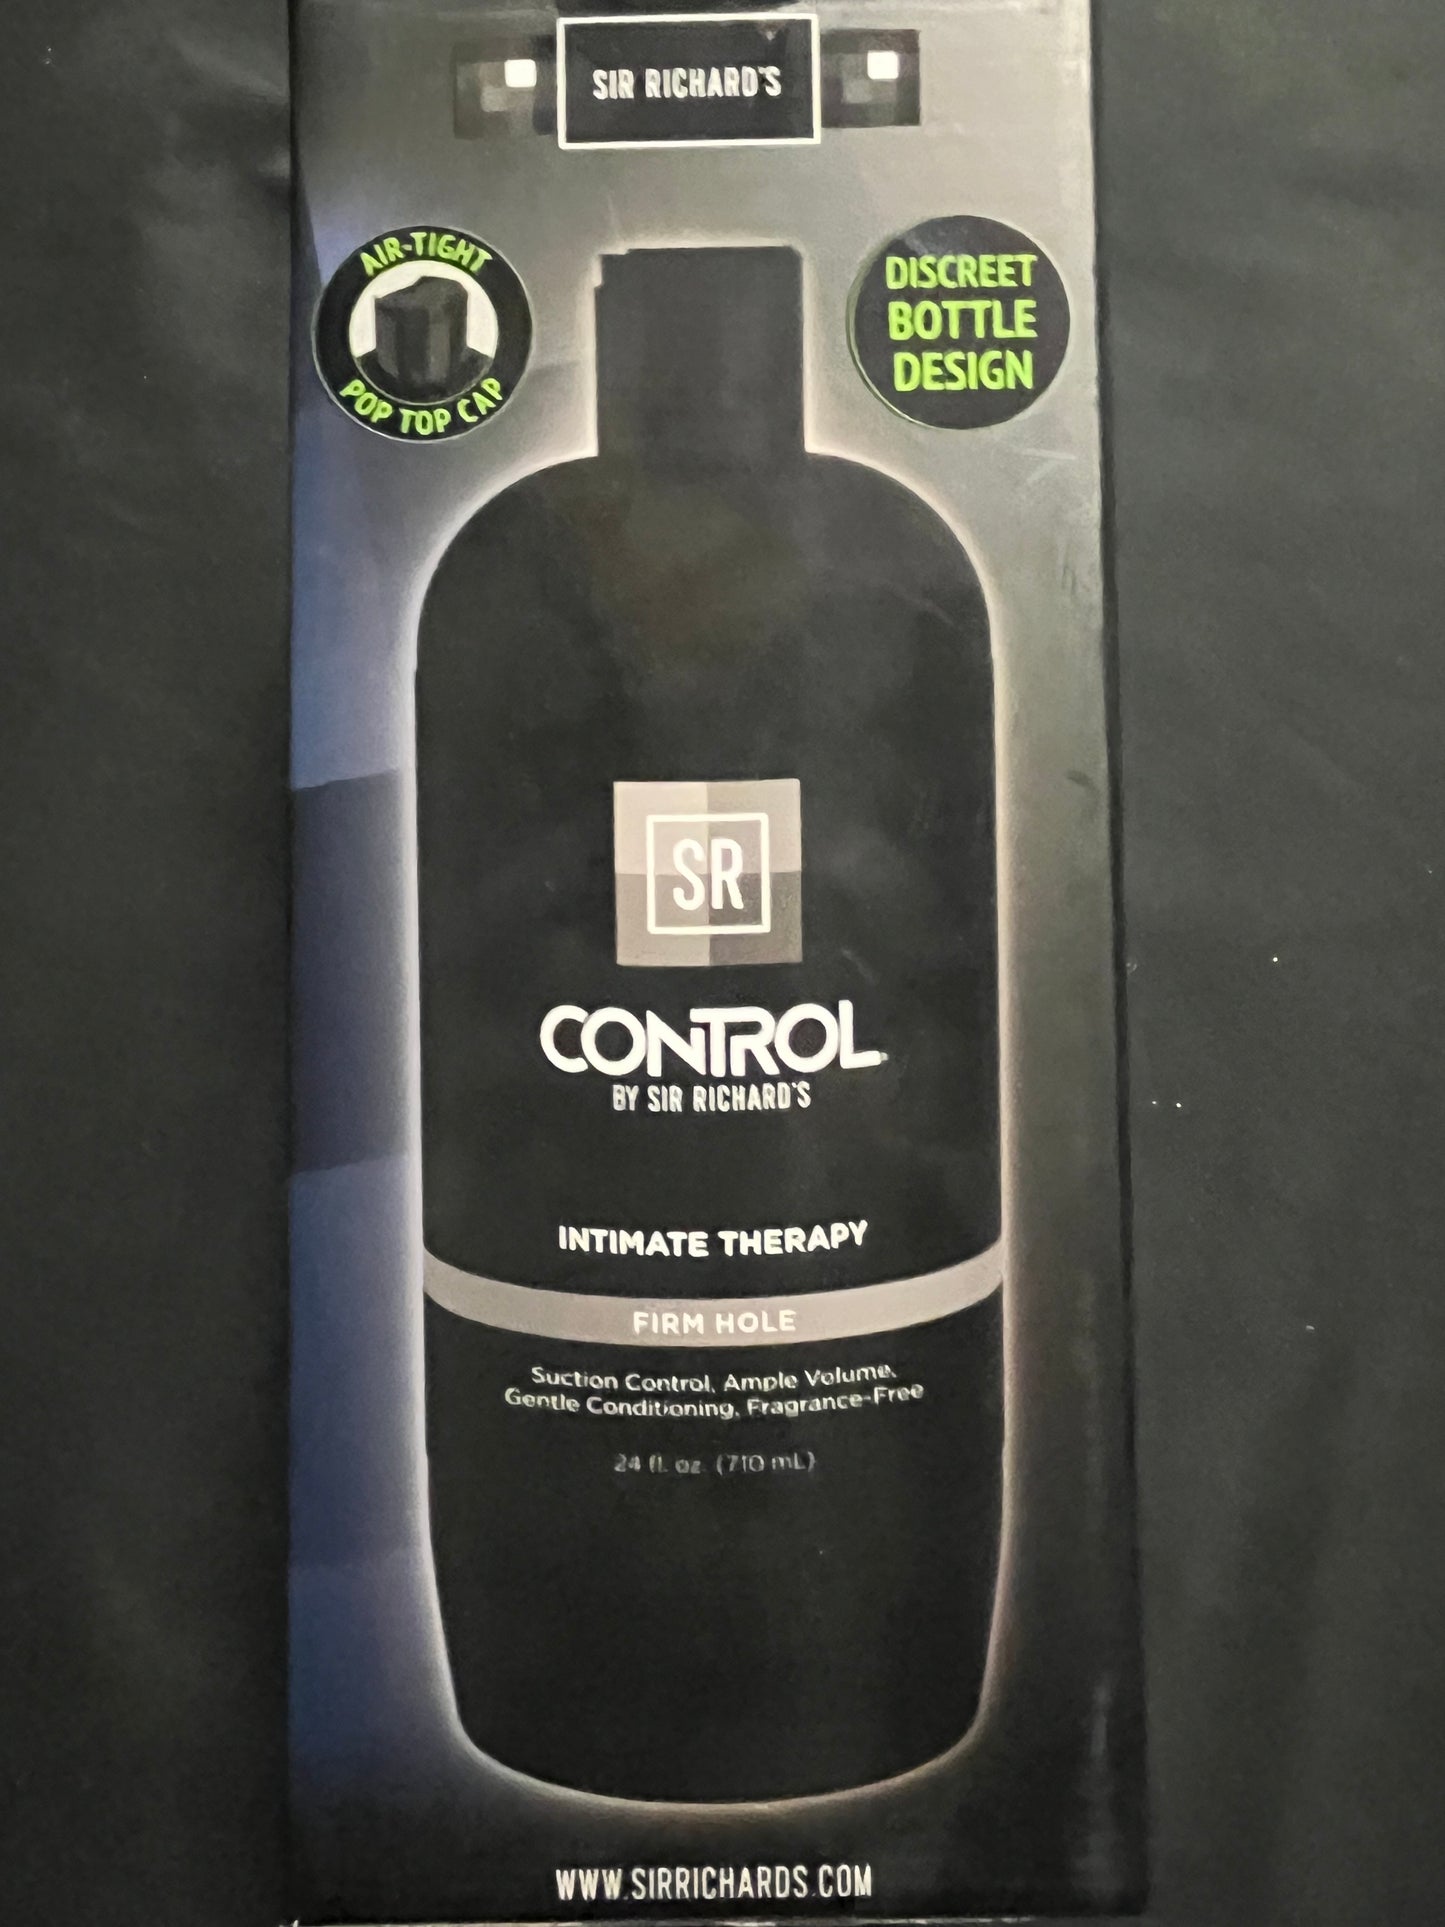 SIR RICHARD'S
AIR-TIGHT
POP TOP CAP
DISCREET
BOTTLE
DESIGN
SR
CONTROL
BY SIR RICHARD'S
INTIMATE THERAPY
FIRM HOLE
Suction Control, Ample Volume,
Gentle Conditioning, Fragrance-Free
24 fl. oz. (710 mL)
WWW.SIRRICHARDS.COM